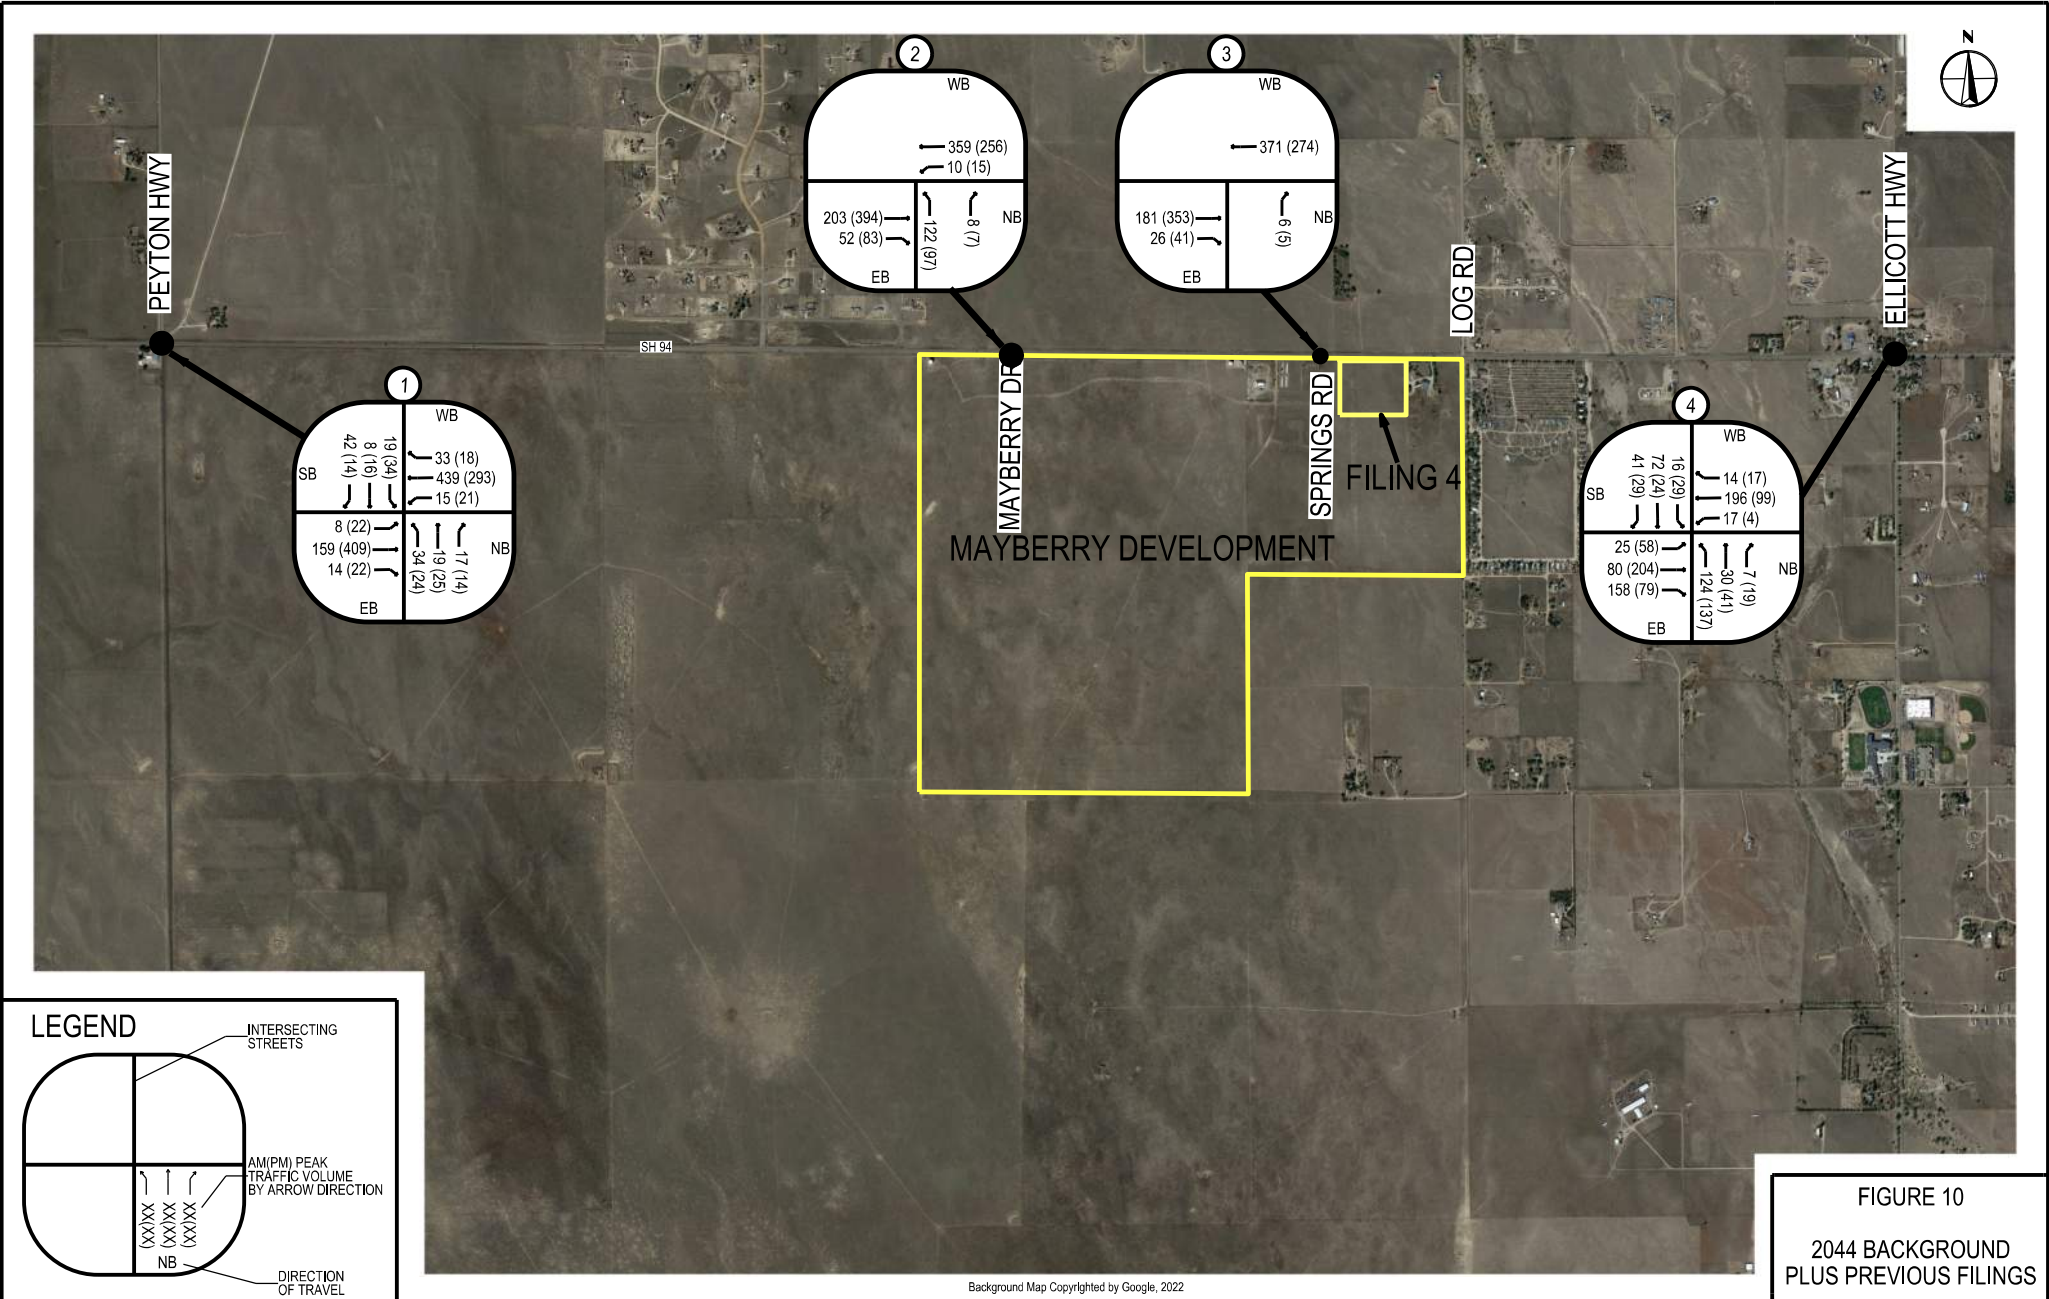 N
2
WB
359 (256)
10 (15)
203 (394)
52 (83)
EB
122 (97)
8 (7)
NB
3
WB
371 (274)
181 (353)
26 (41)
EB
6 (5)
NB
PEYTON HWY
SH 94
LOG RD
ELLICOTT HWY
MAYBERRY DR
SPRINGS RD
FILING 4
MAYBERRY DEVELOPMENT
1
WB
SB
42 (14)
8 (16)
19 (34)
33 (18)
439 (293)
15 (21)
8 (22)
159 (409)
14 (22)
EB
34 (24)
19 (25)
17 (14)
NB
4
WB
SB
41 (29)
72 (24)
16 (29)
14 (17)
196 (99)
17 (4)
25 (58)
80 (204)
158 (79)
EB
124 (137)
30 (41)
7 (19)
NB
LEGEND
INTERSECTING
STREETS
AM(PM) PEAK
TRAFFIC VOLUME
BY ARROW DIRECTION
XX(XX)
XX(XX)
XX(XX)
NB
DIRECTION
OF TRAVEL
Background Map Copyrighted by Google, 2022
FIGURE 10
2044 BACKGROUND
PLUS PREVIOUS FILINGS